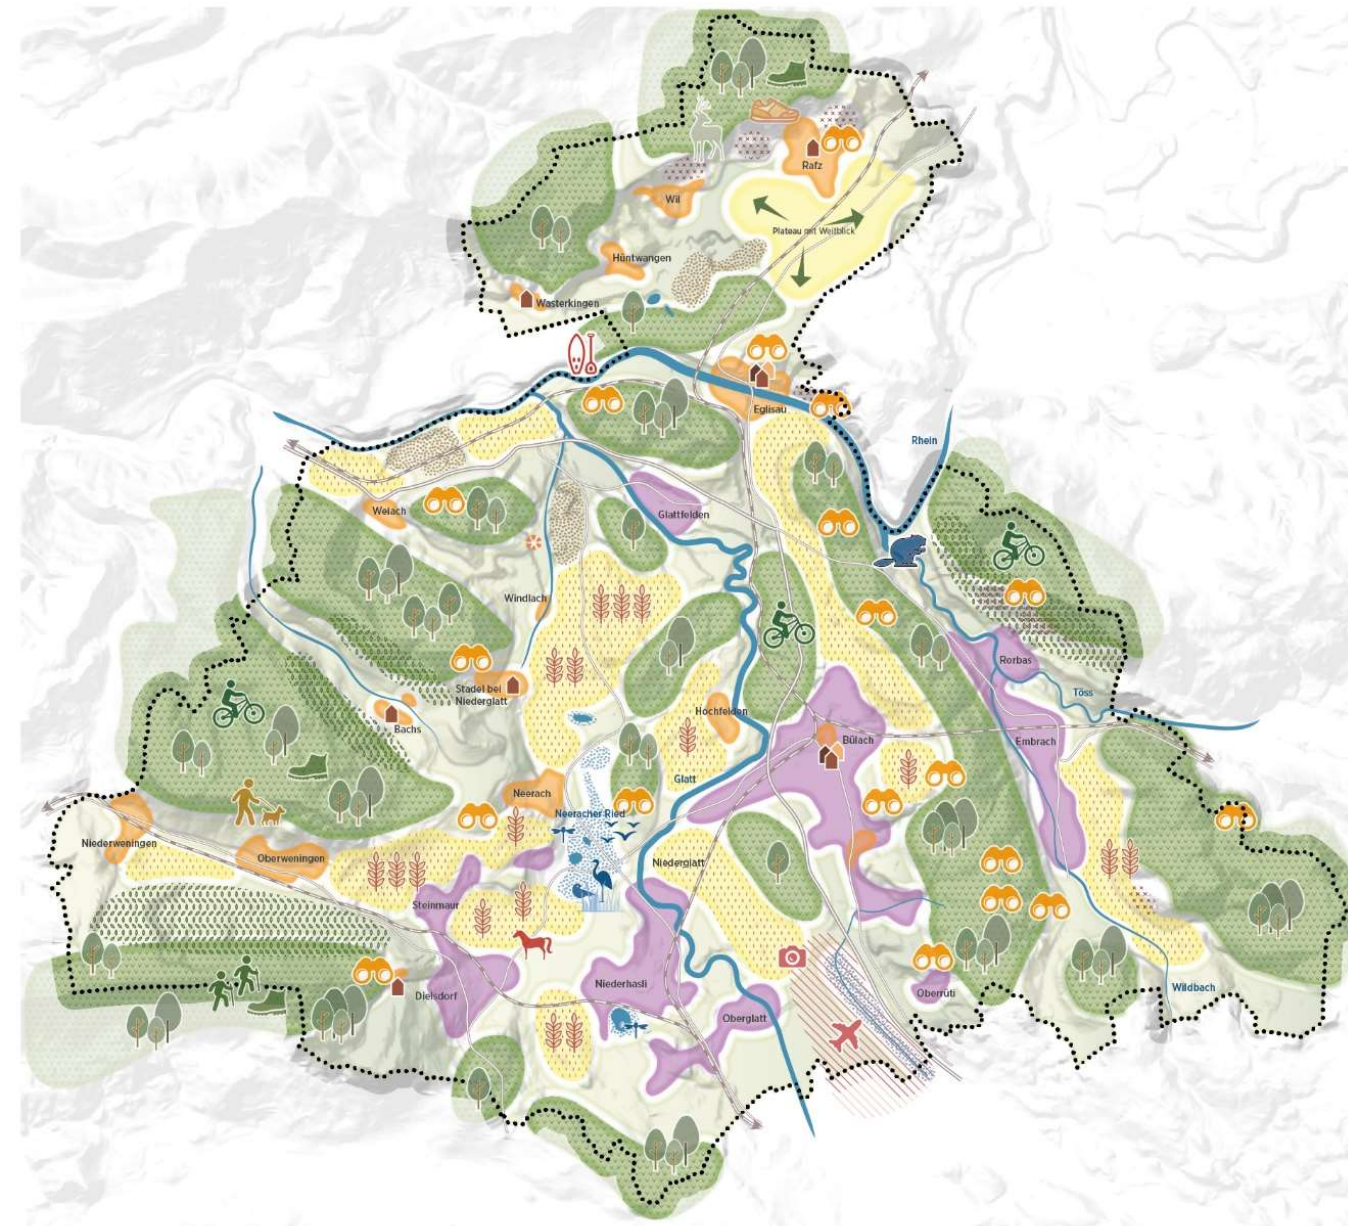 Rafz
Wil
Plateau mit Weitblick
Hüntwangen
Wasterkingen
Eglisau
Rhein
Weiach
Glattfelden
Windlach
Rorbas
Stadel bei
Niederglatt
Töss
Bachs
Hochfelden
Bülach
Embrach
Glatt
Neerach
Neeracher Ried
Niederweningen
Oberweningen
Niederglatt
Steinmaur
Dielsdorf
Niederhasli
Oberrüti
Wildbach
Oberglatt